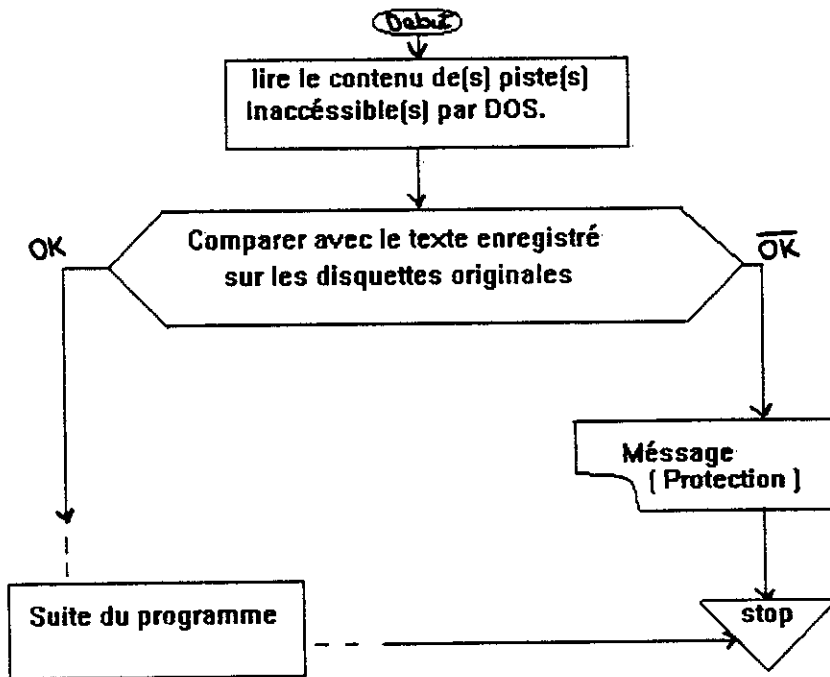 Debut
lire le contenu de(s) piste(s)
inaccéssible(s) par DOS.
Comparer avec le texte enregistré
sur les disquettes originales
OK
O̅K̅
Méssage
( Protection )
Suite du programme
stop